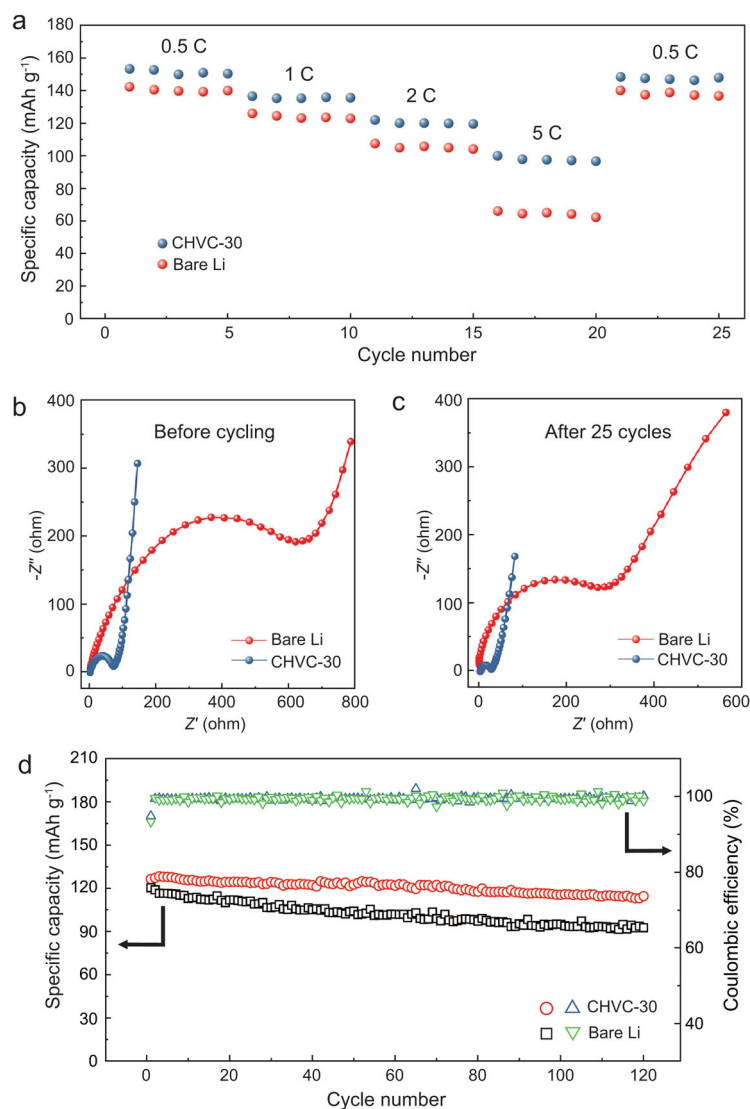 a
180
160
140
120
100
80
60
40
20
0
Specific capacity (mAh g⁻¹)
0.5 C
1 C
2 C
5 C
0.5 C
CHVC-30
Bare Li
0 5 10 15 20 25
Cycle number
b
400
300
200
100
0
-Z″ (ohm)
Before cycling
Bare Li
CHVC-30
0 200 400 600 800
Z′ (ohm)
c
400
300
200
100
0
-Z″ (ohm)
After 25 cycles
Bare Li
CHVC-30
0 200 400 600
Z′ (ohm)
d
210
180
150
120
90
60
30
0
Specific capacity (mAh g⁻¹)
100
80
60
40
Coulombic efficiency (%)
CHVC-30
Bare Li
0 20 40 60 80 100 120
Cycle number